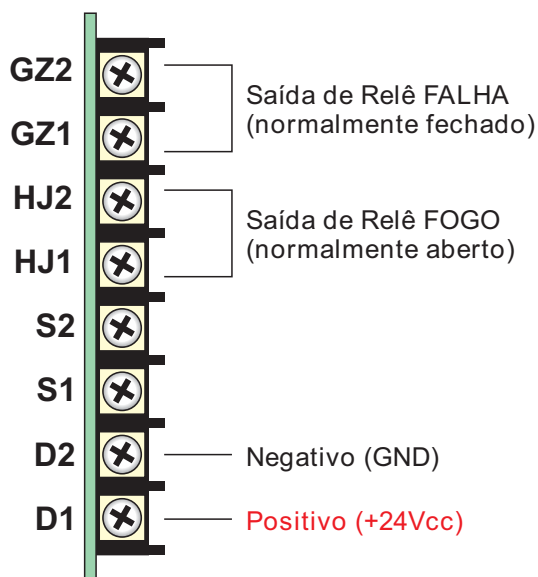 GZ2
GZ1
Saída de Relê FALHA
(normalmente fechado)
HJ2
HJ1
Saída de Relê FOGO
(normalmente aberto)
S2
S1
D2 Negativo (GND)
D1 Positivo (+24Vcc)